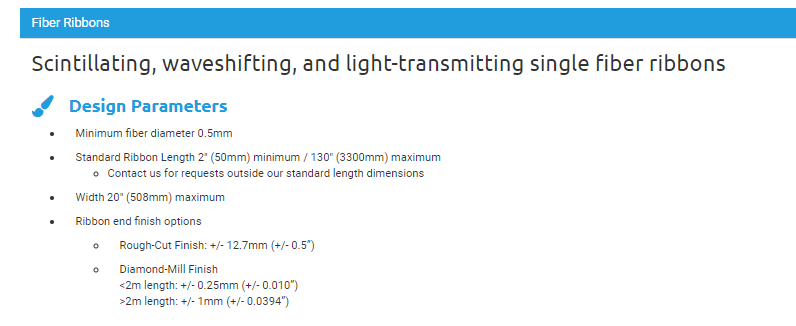 Fiber Ribbons
Scintillating, waveshifting, and light-transmitting single fiber ribbons
Design Parameters
Minimum fiber diameter 0.5mm
Standard Ribbon Length 2" (50mm) minimum / 130" (3300mm) maximum
Contact us for requests outside our standard length dimensions
Width 20" (508mm) maximum
Ribbon end finish options
Rough-Cut Finish: +/- 12.7mm (+/- 0.5”)
Diamond-Mill Finish
<2m length: +/- 0.25mm (+/- 0.010”)
>2m length: +/- 1mm (+/- 0.0394”)